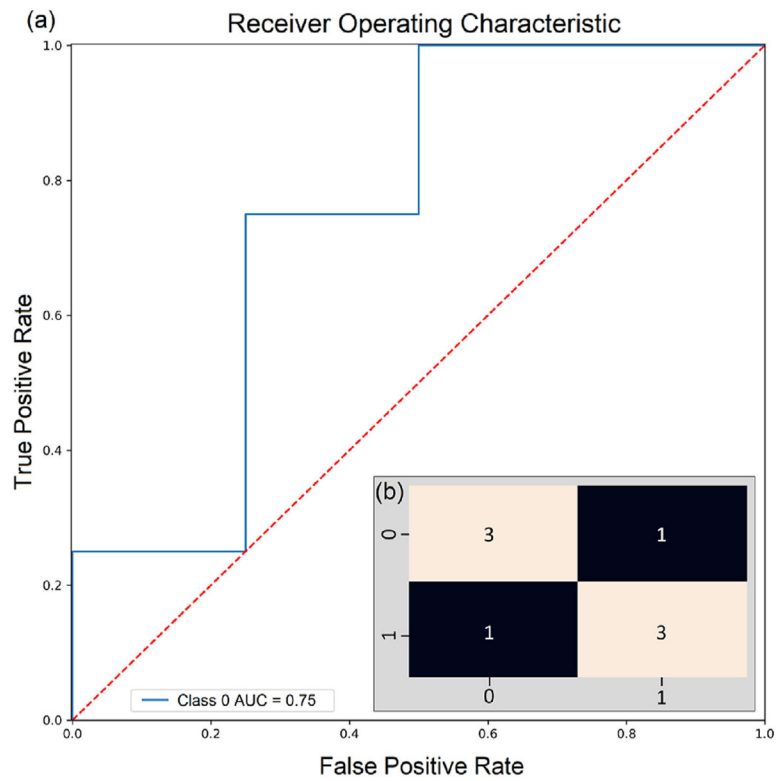 (a)
Receiver Operating Characteristic
1.0
0.8
0.6
0.4
0.2
0.0
True Positive Rate
Class 0 AUC = 0.75
0.0 0.2 0.4 0.6 0.8 1.0
False Positive Rate
(b)
0 3 1
1 1 3
0 1